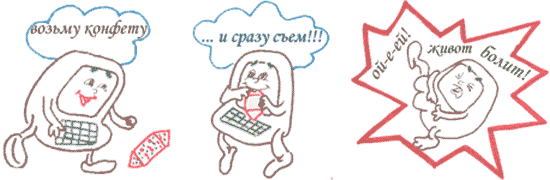 возьму конфету
... и сразу съем!!!
ой-е-ей!
живот
болит!